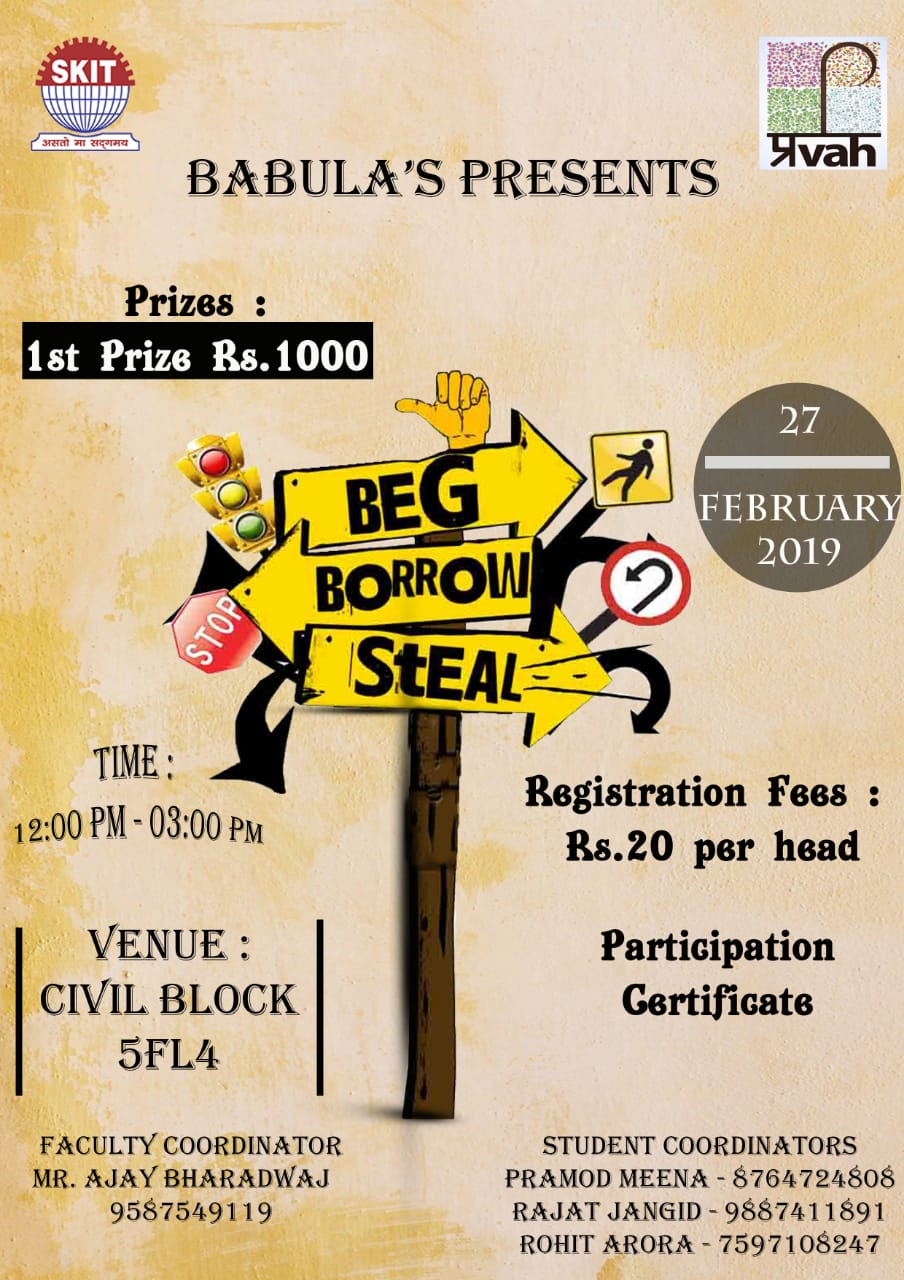 SKIT
असतो मा सद्गमय
प्रvah
BABULA'S PRESENTS
Prizes :
1st Prize Rs.1000
27
FEBRUARY
2019
BEG
BORROW
StEAL
STOP
TIME :
12:00 PM - 03:00 PM
Registration Fees :
Rs.20 per head
VENUE :
CIVIL BLOCK
5FL4
Participation
Certificate
FACULTY COORDINATOR
MR. AJAY BHARADWAJ
9587549119
STUDENT COORDINATORS
PRAMOD MEENA - 8764724808
RAJAT JANGID - 9887411891
ROHIT ARORA - 7597108247